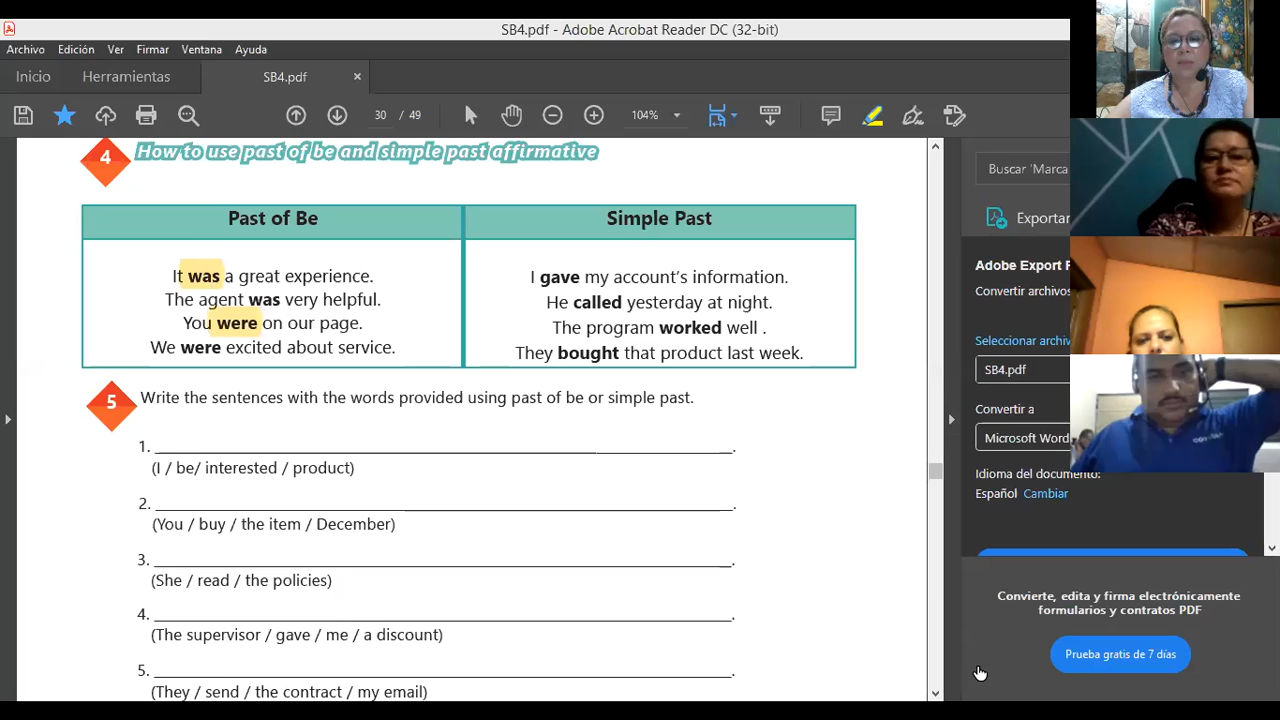 SB4.pdf - Adobe Acrobat Reader DC (32-bit)
Archivo Edición Ver Firmar Ventana Ayuda
Inicio Herramientas SB4.pdf ×
30 / 49 104%
4 How to use past of be and simple past affirmative
Past of Be
It was a great experience.
The agent was very helpful.
You were on our page.
We were excited about service.
Simple Past
I gave my account's information.
He called yesterday at night.
The program worked well .
They bought that product last week.
5 Write the sentences with the words provided using past of be or simple past.
1. ______.
(I / be/ interested / product)
2. ______.
(You / buy / the item / December)
3. ______.
(She / read / the policies)
4. ______.
(The supervisor / gave / me / a discount)
5. ______.
(They / send / the contract / my email)
Buscar 'Marca
Exportar
Adobe Export
Convertir archivos
Seleccionar archiv
SB4.pdf
Convertir a
Microsoft Word
Idioma del documento:
Español Cambiar
Convierte, edita y firma electrónicamente
formularios y contratos PDF
Prueba gratis de 7 días